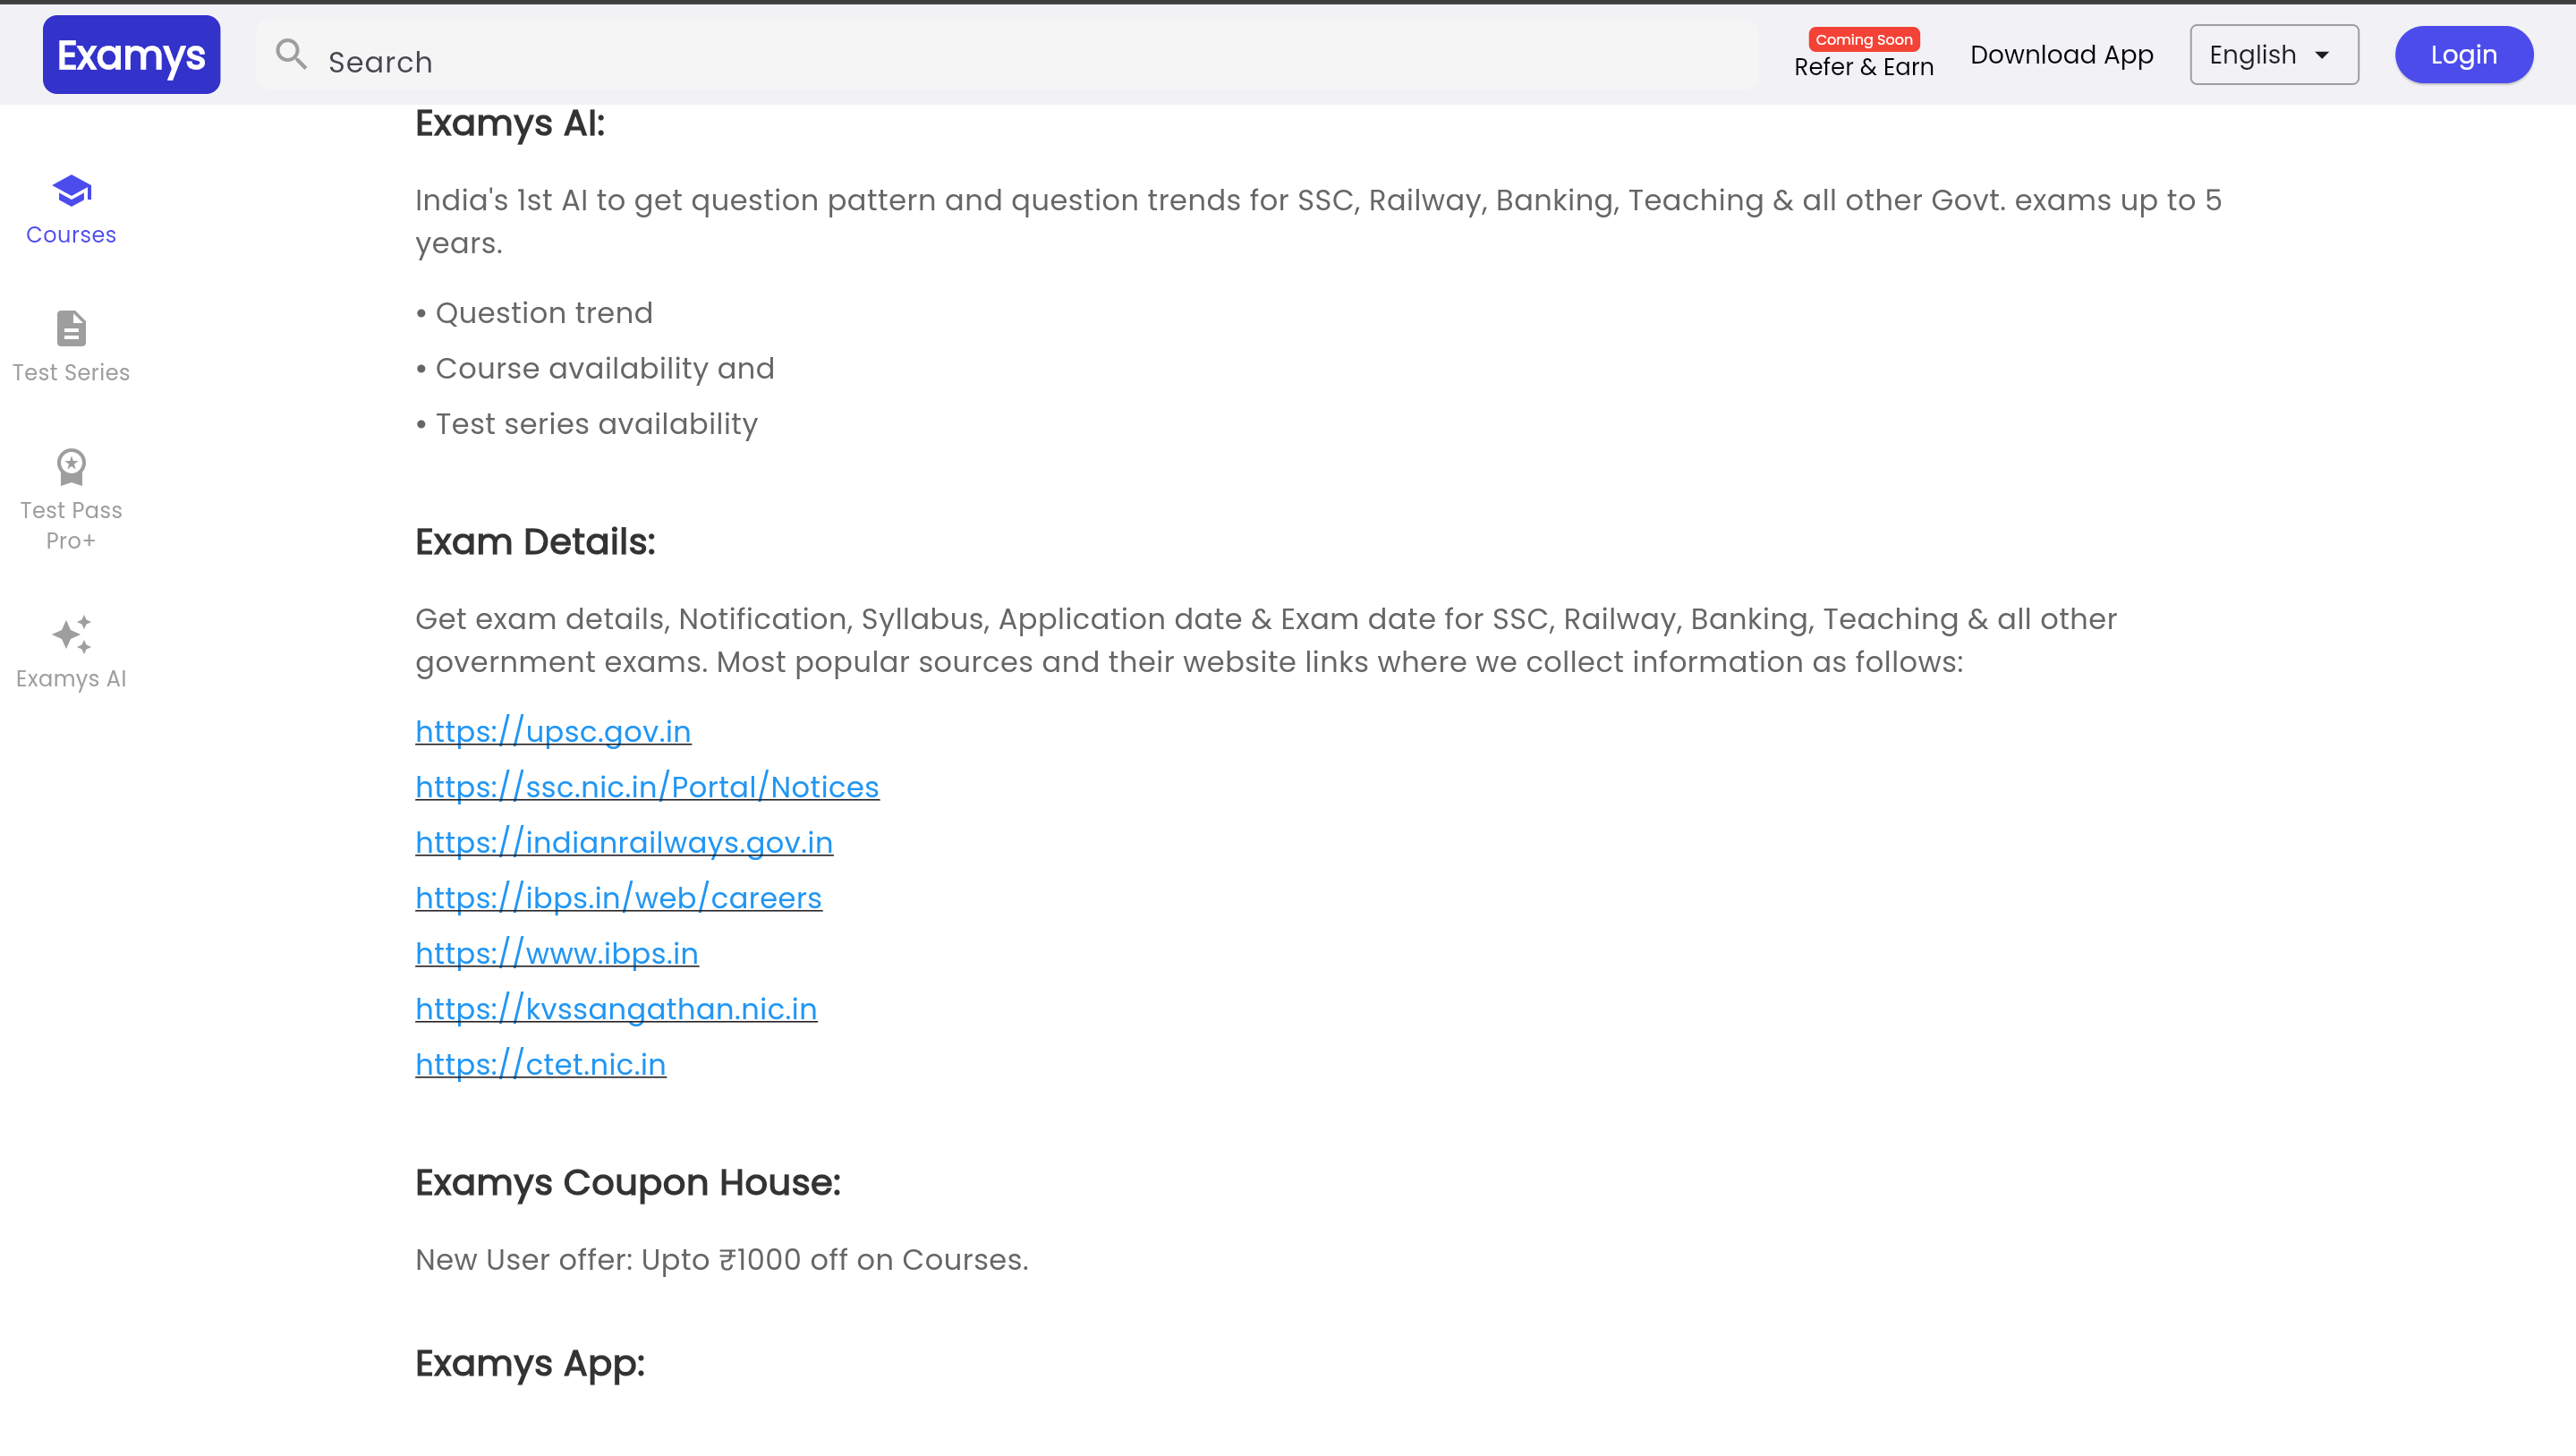 Examys
Search
Coming Soon
Refer & Earn
Download App
English
Login
Courses
Test Series
Test Pass
Pro+
Examys AI
Examys AI:
India's 1st AI to get question pattern and question trends for SSC, Railway, Banking, Teaching & all other Govt. exams up to 5
years.
• Question trend
• Course availability and
• Test series availability
Exam Details:
Get exam details, Notification, Syllabus, Application date & Exam date for SSC, Railway, Banking, Teaching & all other
government exams. Most popular sources and their website links where we collect information as follows:
https://upsc.gov.in
https://ssc.nic.in/Portal/Notices
https://indianrailways.gov.in
https://ibps.in/web/careers
https://www.ibps.in
https://kvssangathan.nic.in
https://ctet.nic.in
Examys Coupon House:
New User offer: Upto ₹1000 off on Courses.
Examys App: